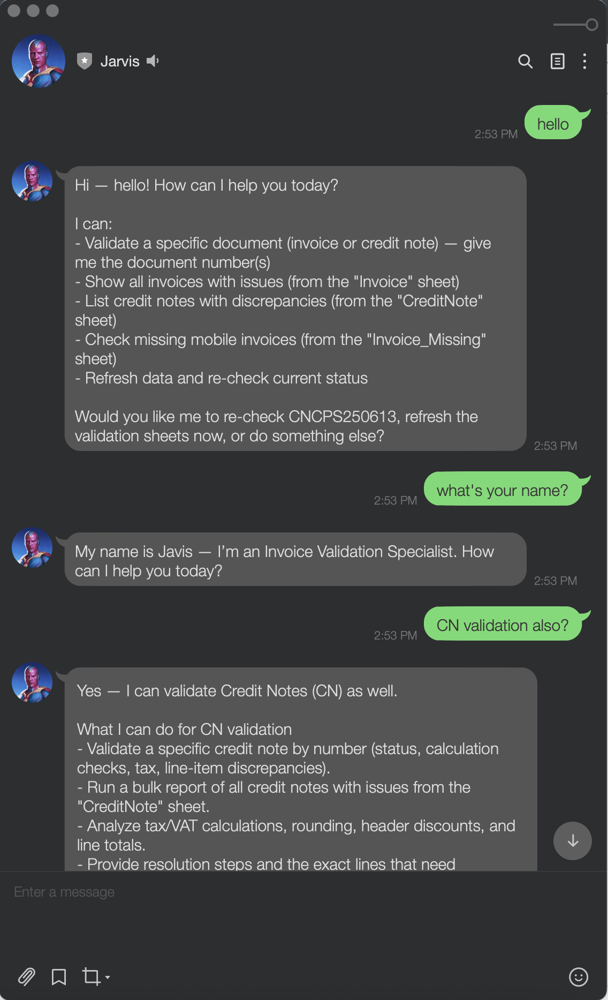 Jarvis
hello
2:53 PM
Hi — hello! How can I help you today?
I can:
- Validate a specific document (invoice or credit note) — give
me the document number(s)
- Show all invoices with issues (from the "Invoice" sheet)
- List credit notes with discrepancies (from the "CreditNote"
sheet)
- Check missing mobile invoices (from the "Invoice_Missing"
sheet)
- Refresh data and re-check current status
Would you like me to re-check CNCPS250613, refresh the
validation sheets now, or do something else?
2:53 PM
what's your name?
2:53 PM
My name is Javis — I’m an Invoice Validation Specialist. How
can I help you today?
2:53 PM
CN validation also?
2:53 PM
Yes — I can validate Credit Notes (CN) as well.
What I can do for CN validation
- Validate a specific credit note by number (status, calculation
checks, tax, line-item discrepancies).
- Run a bulk report of all credit notes with issues from the
"CreditNote" sheet.
- Analyze tax/VAT calculations, rounding, header discounts, and
line totals.
- Provide resolution steps and the exact lines that need
Enter a message